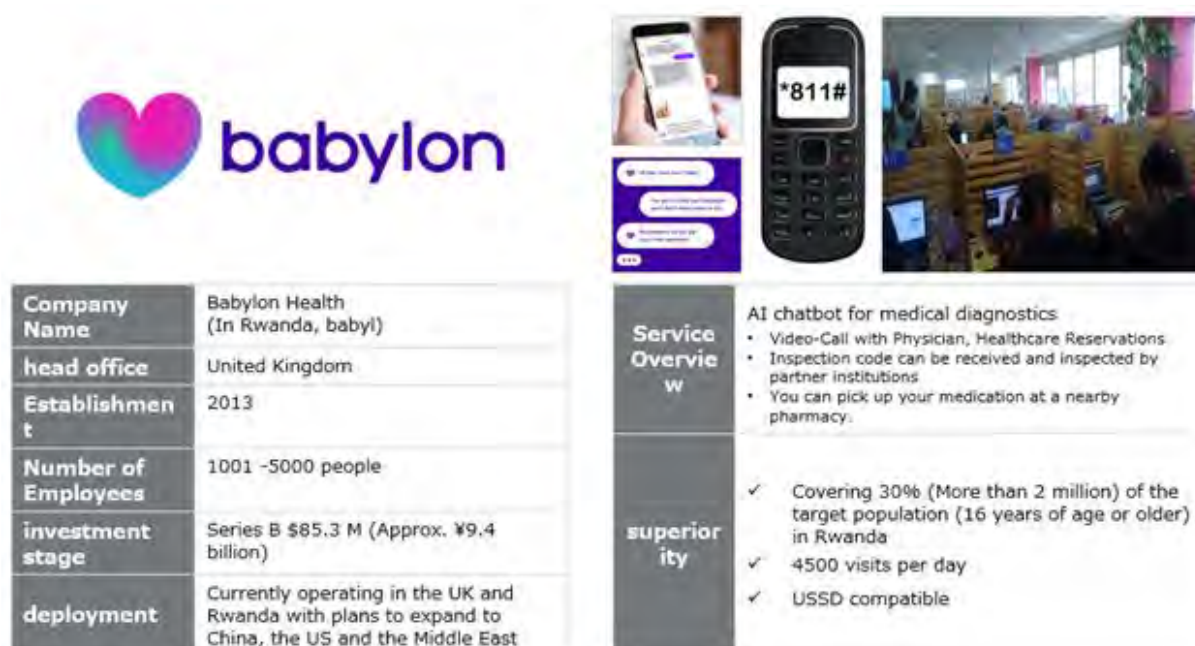 babylon
*811#
Company
Name
Babylon Health
(In Rwanda, babyl)
head office
United Kingdom
Establishmen
t
2013
Number of
Employees
1001 -5000 people
investment
stage
Series B $85.3 M (Approx. ¥9.4
billion)
deployment
Currently operating in the UK and
Rwanda with plans to expand to
China, the US and the Middle East
Service
Overvie
w
AI chatbot for medical diagnostics
• Video-Call with Physician, Healthcare Reservations
• Inspection code can be received and inspected by
partner institutions
• You can pick up your medication at a nearby
pharmacy.
superior
ity
✓ Covering 30% (More than 2 million) of the
target population (16 years of age or older)
in Rwanda
✓ 4500 visits per day
✓ USSD compatible